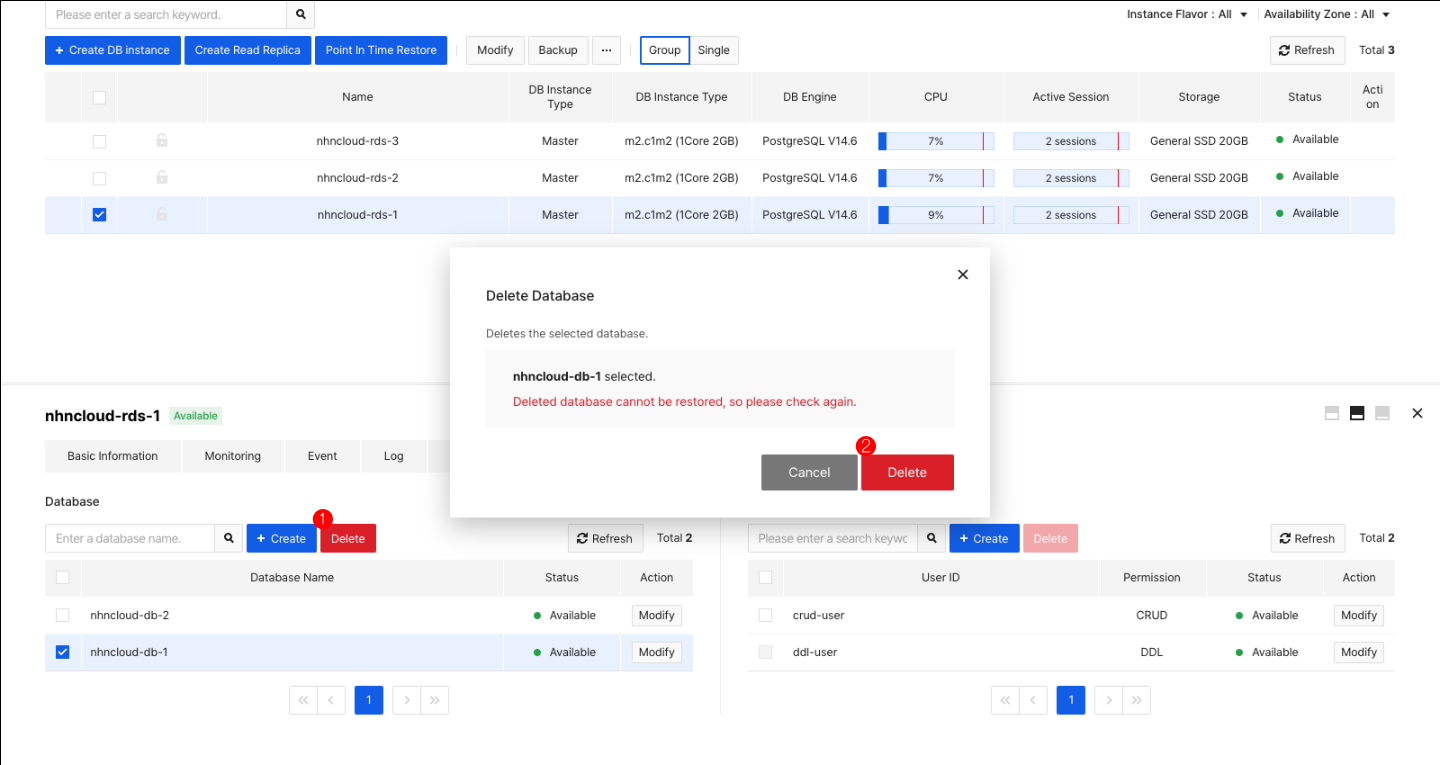 Please enter a search keyword.
Instance Flavor : All
Availability Zone : All
+ Create DB instance
Create Read Replica
Point In Time Restore
Modify
Backup
...
Group
Single
Refresh
Total 3
Name
DB Instance
Type
DB Instance Type
DB Engine
CPU
Active Session
Storage
Status
Acti
on
nhncloud-rds-3 Master m2.c1m2 (1Core 2GB) PostgreSQL V14.6 7% 2 sessions General SSD 20GB Available
nhncloud-rds-2 Master m2.c1m2 (1Core 2GB) PostgreSQL V14.6 7% 2 sessions General SSD 20GB Available
nhncloud-rds-1 Master m2.c1m2 (1Core 2GB) PostgreSQL V14.6 9% 2 sessions General SSD 20GB Available
Delete Database
Deletes the selected database.
nhncloud-db-1 selected.
Deleted database cannot be restored, so please check again.
2
Cancel
Delete
nhncloud-rds-1 Available
Basic Information
Monitoring
Event
Log
Database
1
Enter a database name.
+ Create
Delete
Refresh
Total 2
Database Name Status Action
nhncloud-db-2 Available Modify
nhncloud-db-1 Available Modify
« ‹ 1 › »
Please enter a search keywo
+ Create
Delete
Refresh
Total 2
User ID Permission Status Action
crud-user CRUD Available Modify
ddl-user DDL Available Modify
« ‹ 1 › »